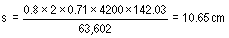 s = 0.8 × 2 × 0.71 × 4200 × 142.03 / 63,602 = 10.65 cm